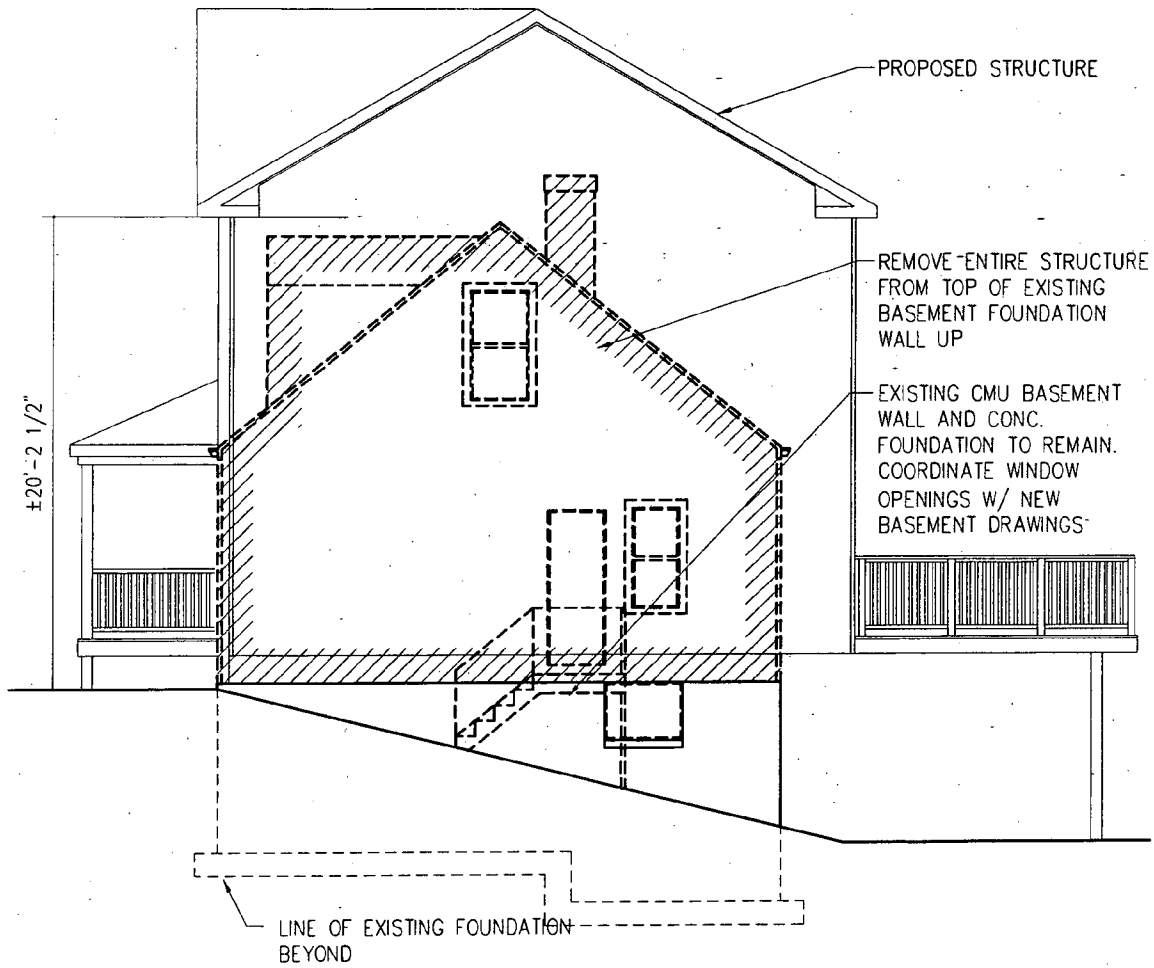 PROPOSED STRUCTURE
REMOVE ENTIRE STRUCTURE
FROM TOP OF EXISTING
BASEMENT FOUNDATION
WALL UP
EXISTING CMU BASEMENT
WALL AND CONC.
FOUNDATION TO REMAIN.
COORDINATE WINDOW
OPENINGS W/ NEW
BASEMENT DRAWINGS
±20'-2 1/2"
LINE OF EXISTING FOUNDATION
BEYOND